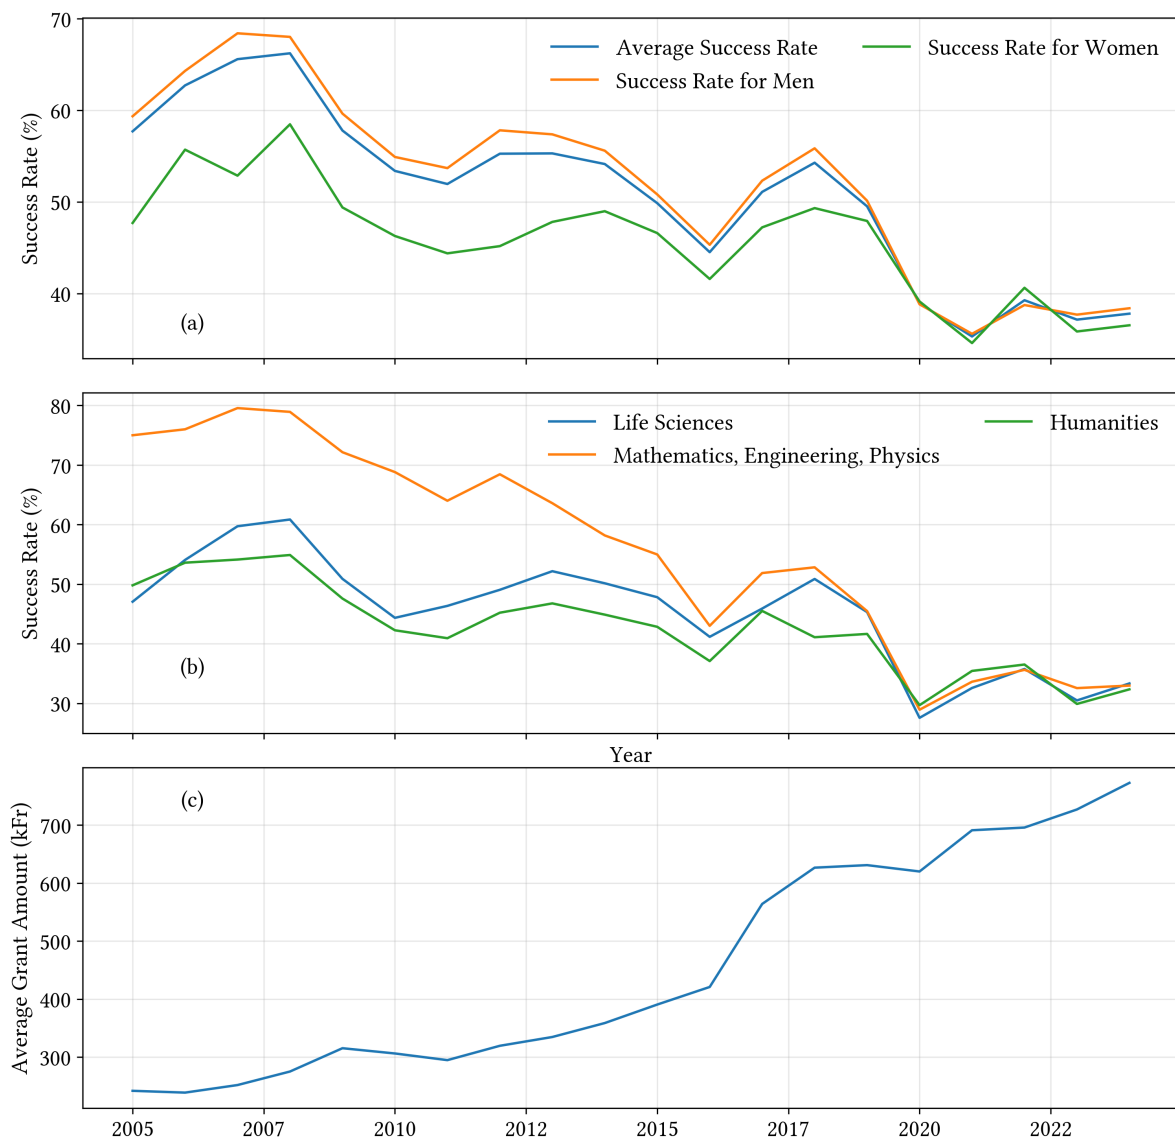 70
60
50
40
Success Rate (%)
Average Success Rate
Success Rate for Men
Success Rate for Women
(a)
80
70
60
50
40
30
Success Rate (%)
Life Sciences
Mathematics, Engineering, Physics
Humanities
(b)
Year
700
600
500
400
300
Average Grant Amount (kFr)
(c)
2005 2007 2010 2012 2015 2017 2020 2022